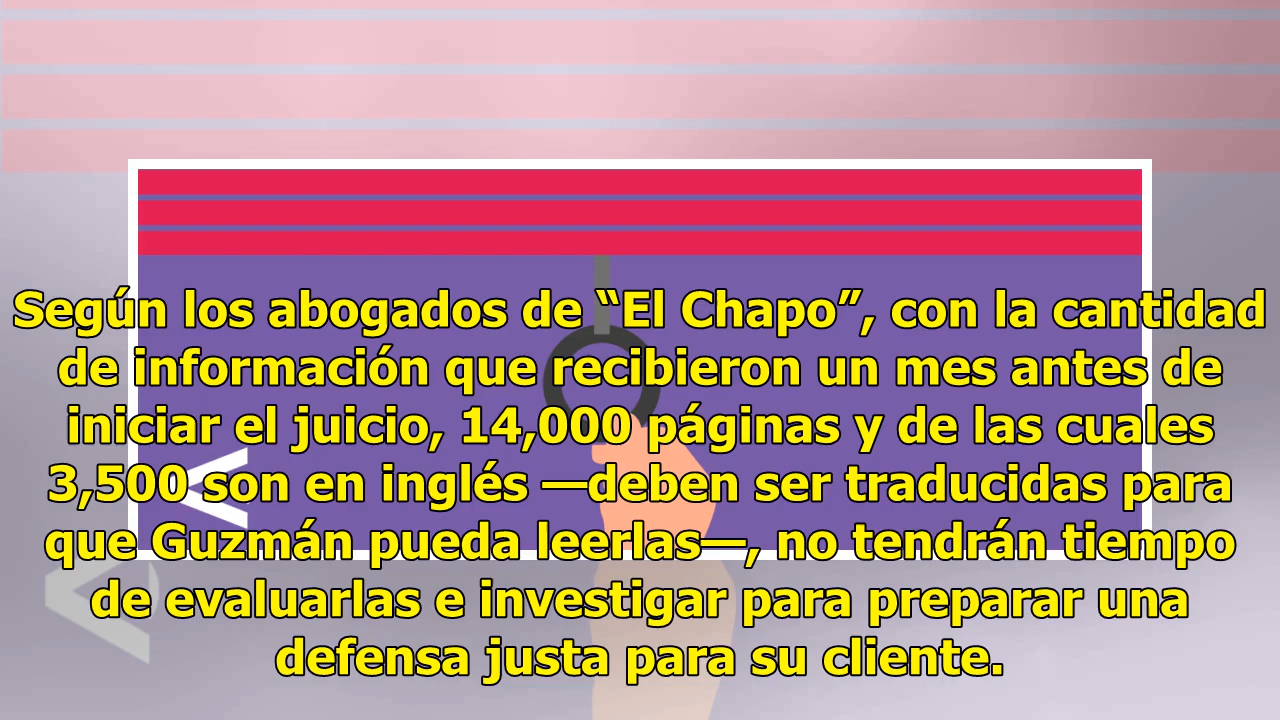 Según los abogados de “El Chapo”, con la cantidad
de información que recibieron un mes antes de
iniciar el juicio, 14,000 páginas y de las cuales
3,500 son en inglés —deben ser traducidas para
que Guzmán pueda leerlas—, no tendrán tiempo
de evaluarlas e investigar para preparar una
defensa justa para su cliente.